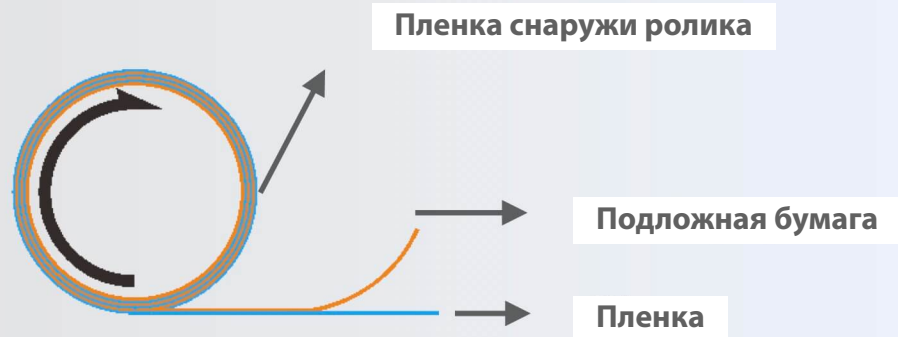 Пленка снаружи ролика
Подложная бумага
Пленка